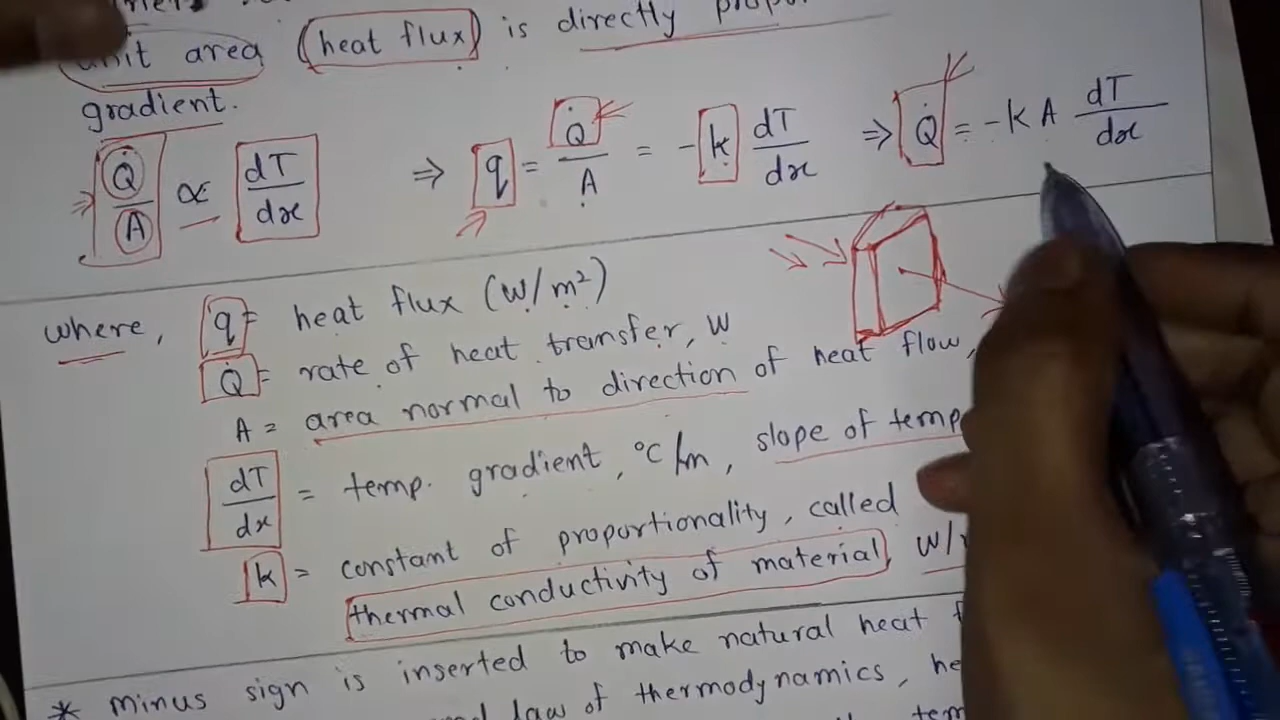 unit area (heat flux) is directly
gradient.
Q̇/A ∝ dT/dx ⇒ q = Q̇/A = -k dT/dx ⇒ Q̇ = -kA dT/dx
where, q = heat flux (W/m²)
Q̇ = rate of heat transfer, W
A = area normal to direction of heat flow,
dT/dx = temp. gradient, °C/m, slope of temp
k = constant of proportionality, called
thermal conductivity of material, W/
* minus sign is inserted to make natural heat
law of thermodynamics,